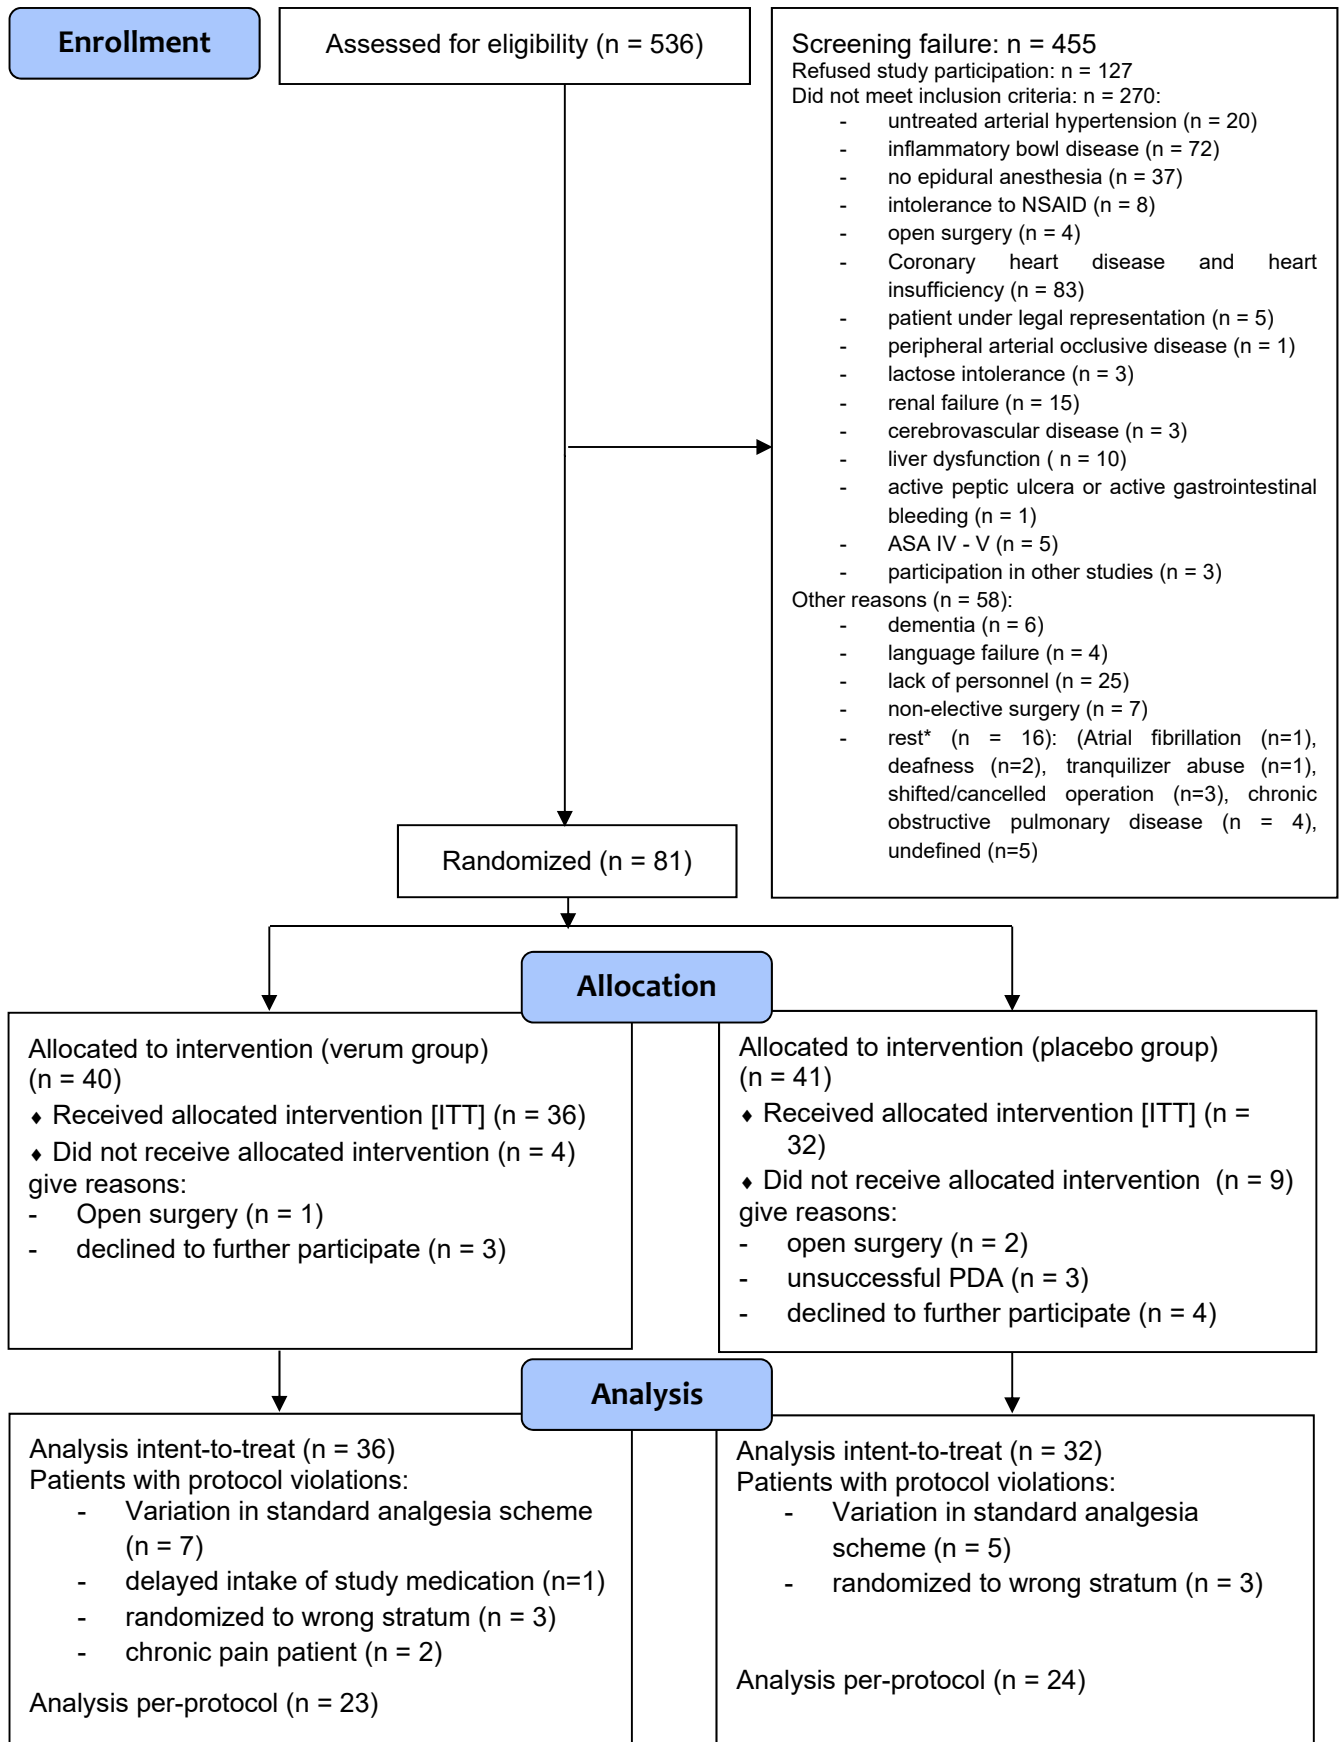 Enrollment
Assessed for eligibility (n = 536)
Screening failure: n = 455
Refused study participation: n = 127
Did not meet inclusion criteria: n = 270:
- untreated arterial hypertension (n = 20)
- inflammatory bowl disease (n = 72)
- no epidural anesthesia (n = 37)
- intolerance to NSAID (n = 8)
- open surgery (n = 4)
- Coronary heart disease and heart
insufficiency (n = 83)
- patient under legal representation (n = 5)
- peripheral arterial occlusive disease (n = 1)
- lactose intolerance (n = 3)
- renal failure (n = 15)
- cerebrovascular disease (n = 3)
- liver dysfunction ( n = 10)
- active peptic ulcera or active gastrointestinal
bleeding (n = 1)
- ASA IV - V (n = 5)
- participation in other studies (n = 3)
Other reasons (n = 58):
- dementia (n = 6)
- language failure (n = 4)
- lack of personnel (n = 25)
- non-elective surgery (n = 7)
- rest* (n = 16): (Atrial fibrillation (n=1),
deafness (n=2), tranquilizer abuse (n=1),
shifted/cancelled operation (n=3), chronic
obstructive pulmonary disease (n = 4),
undefined (n=5)
Randomized (n = 81)
Allocation
Allocated to intervention (verum group)
(n = 40)
♦ Received allocated intervention [ITT] (n = 36)
♦ Did not receive allocated intervention (n = 4)
give reasons:
- Open surgery (n = 1)
- declined to further participate (n = 3)
Allocated to intervention (placebo group)
(n = 41)
♦ Received allocated intervention [ITT] (n =
32)
♦ Did not receive allocated intervention (n = 9)
give reasons:
- open surgery (n = 2)
- unsuccessful PDA (n = 3)
- declined to further participate (n = 4)
Analysis
Analysis intent-to-treat (n = 36)
Patients with protocol violations:
- Variation in standard analgesia scheme
(n = 7)
- delayed intake of study medication (n=1)
- randomized to wrong stratum (n = 3)
- chronic pain patient (n = 2)
Analysis per-protocol (n = 23)
Analysis intent-to-treat (n = 32)
Patients with protocol violations:
- Variation in standard analgesia
scheme (n = 5)
- randomized to wrong stratum (n = 3)
Analysis per-protocol (n = 24)